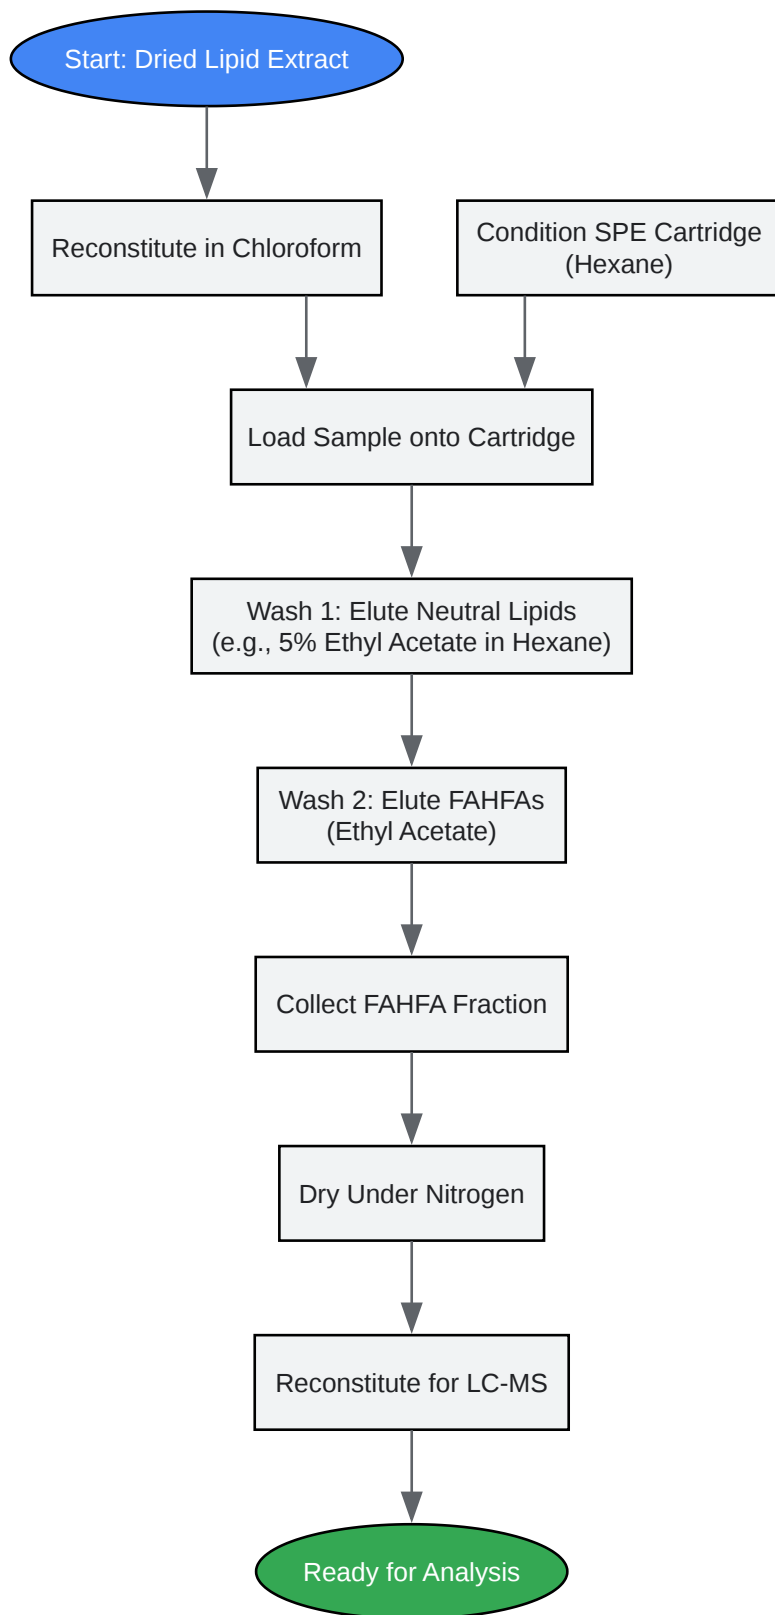 Start: Dried Lipid Extract
Reconstitute in Chloroform
Condition SPE Cartridge
(Hexane)
Load Sample onto Cartridge
Wash 1: Elute Neutral Lipids
(e.g., 5% Ethyl Acetate in Hexane)
Wash 2: Elute FAHFAs
(Ethyl Acetate)
Collect FAHFA Fraction
Dry Under Nitrogen
Reconstitute for LC-MS
Ready for Analysis